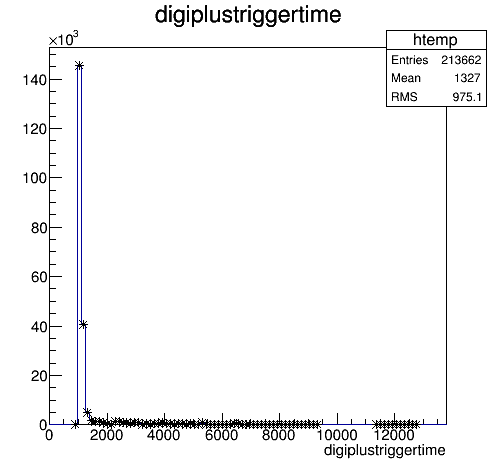 digiplustriggertime
×10³
htemp
Entries 213662
Mean 1327
RMS 975.1
140
120
100
80
60
40
20
0
0 2000 4000 6000 8000 10000 12000
digiplustriggertime